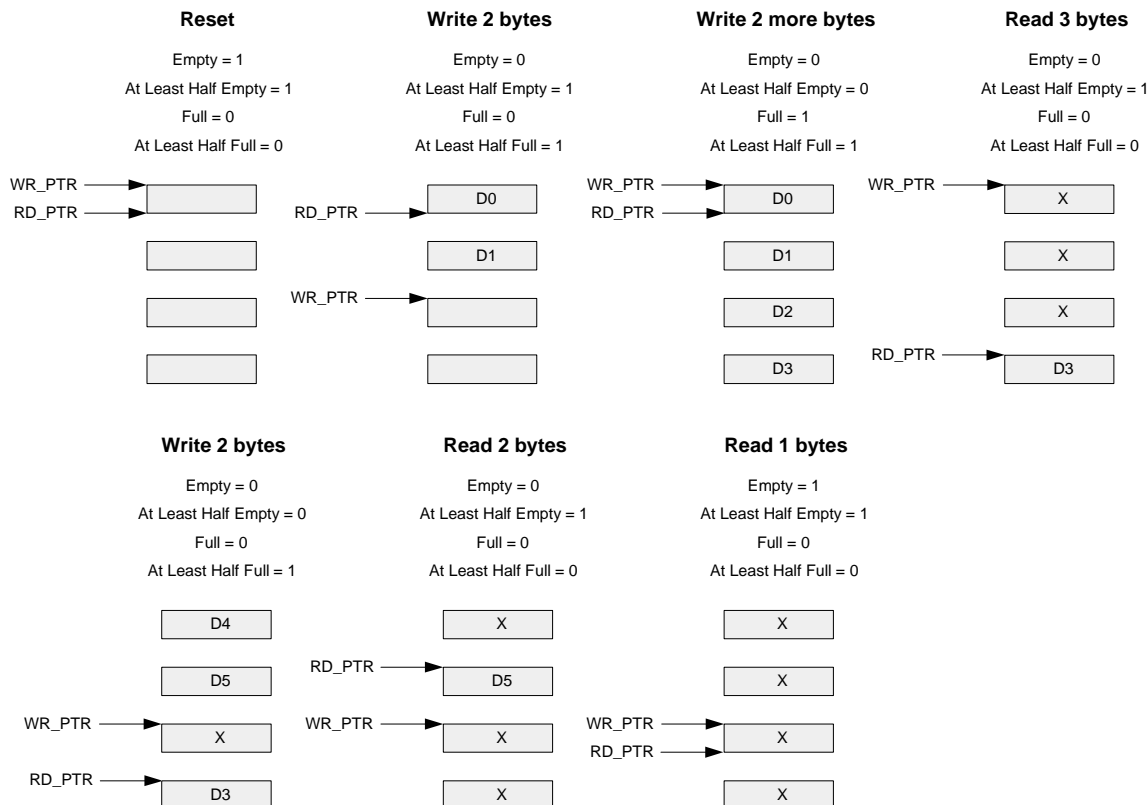 Reset
Empty = 1
At Least Half Empty = 1
Full = 0
At Least Half Full = 0
WR_PTR
RD_PTR
Write 2 bytes
Empty = 0
At Least Half Empty = 1
Full = 0
At Least Half Full = 1
D0
RD_PTR
D1
WR_PTR
Write 2 more bytes
Empty = 0
At Least Half Empty = 0
Full = 1
At Least Half Full = 1
WR_PTR
D0
RD_PTR
D1
D2
D3
Read 3 bytes
Empty = 0
At Least Half Empty = 1
Full = 0
At Least Half Full = 0
WR_PTR
X
X
X
RD_PTR
D3
Write 2 bytes
Empty = 0
At Least Half Empty = 0
Full = 0
At Least Half Full = 1
D4
D5
WR_PTR
X
RD_PTR
D3
Read 2 bytes
Empty = 0
At Least Half Empty = 1
Full = 0
At Least Half Full = 0
X
RD_PTR
D5
WR_PTR
X
X
Read 1 bytes
Empty = 1
At Least Half Empty = 1
Full = 0
At Least Half Full = 0
X
X
WR_PTR
X
RD_PTR
X